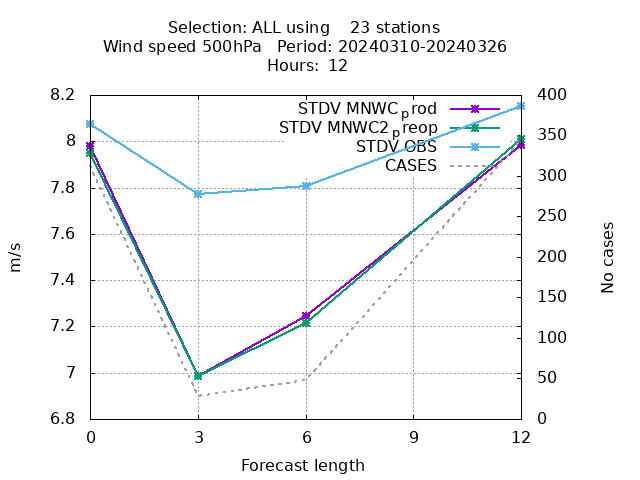 Selection: ALL using    23 stations
Wind speed 500hPa   Period: 20240310-20240326
Hours:  12
STDV MNWCprod
STDV MNWC2preop
STDV OBS
CASES
8.2
8
7.8
7.6
7.4
7.2
7
6.8
400
350
300
250
200
150
100
50
0
m/s
No cases
0 3 6 9 12
Forecast length